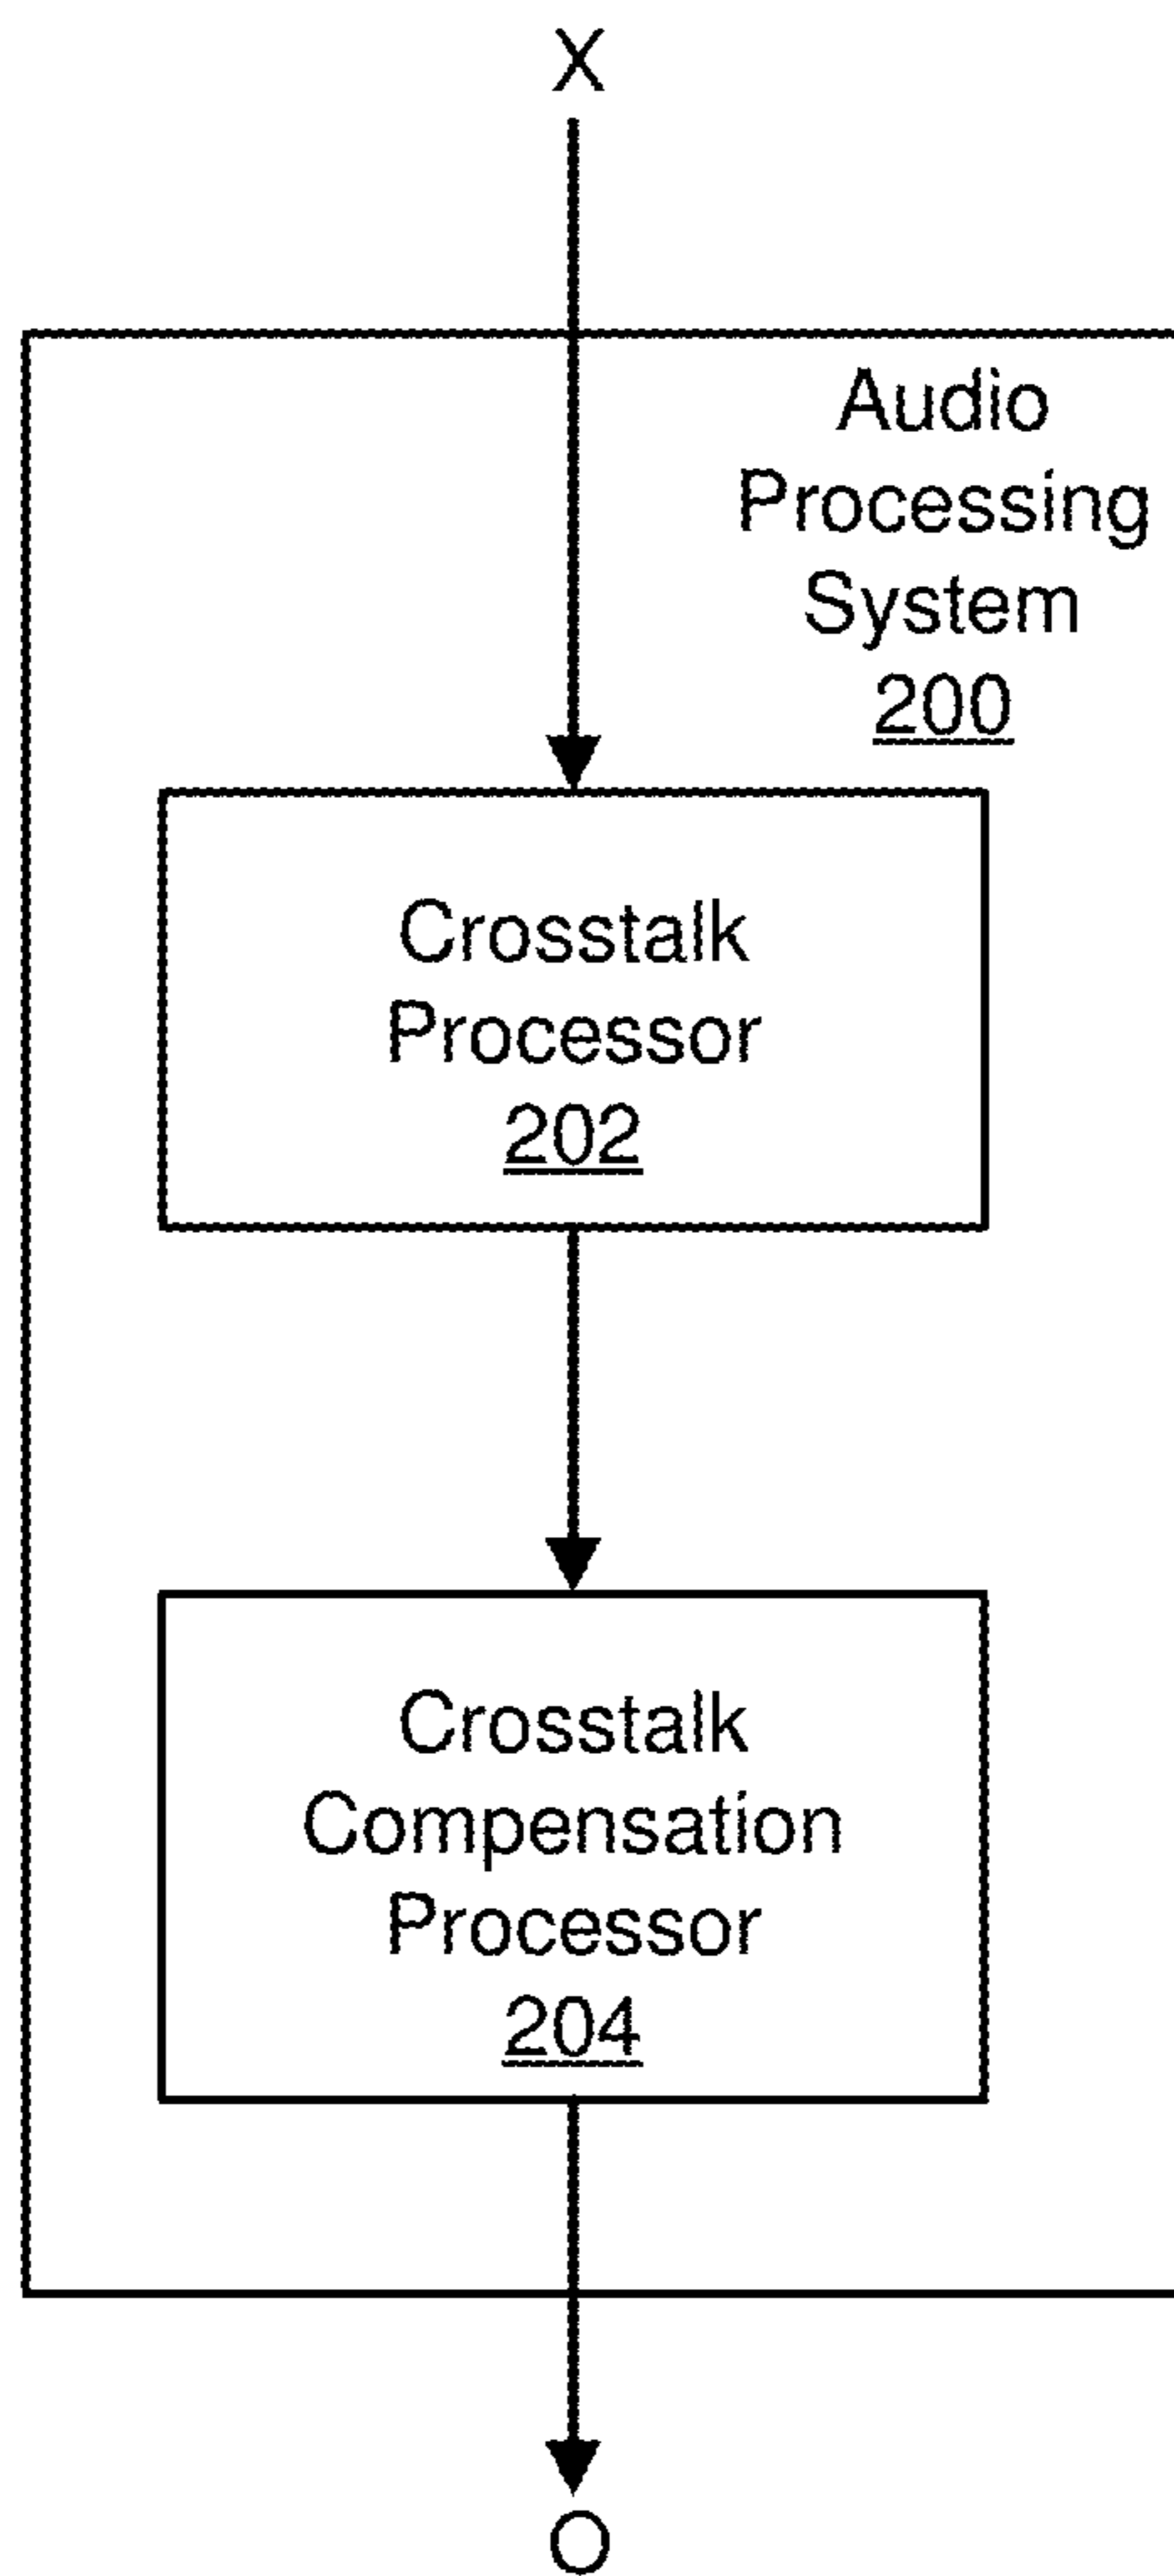 X
Audio
Processing
System
200
Crosstalk
Processor
202
Crosstalk
Compensation
Processor
204
O